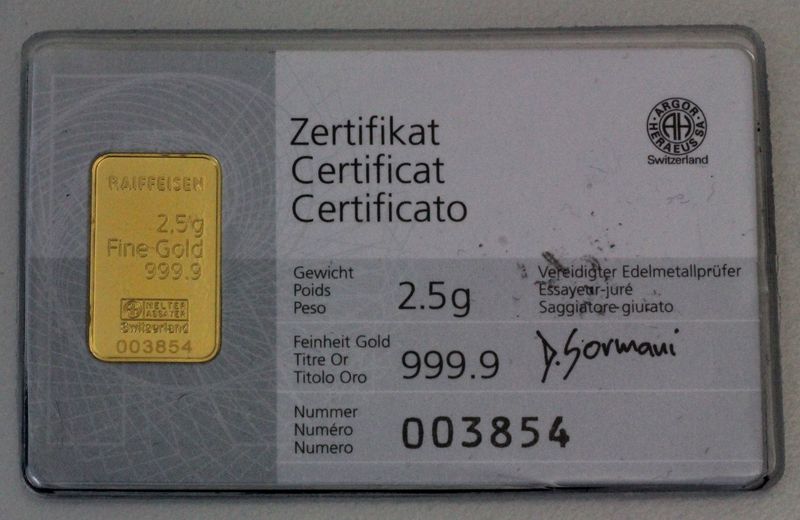 RAIFFEISEN
2,5g
Fine Gold
999.9
MELTER
ASSAYER
Switzerland
003854
Zertifikat
Certificat
Certificato
ARGOR
HERAEUS SA
AH
Switzerland
Gewicht
Poids
Peso
2.5g
Vereidigter Edelmetallprüfer
Essayeur-juré
Saggiatore-giurato
Feinheit Gold
Titre Or
Titolo Oro
999.9
D. Sormani
Nummer
Numéro
Numero
003854